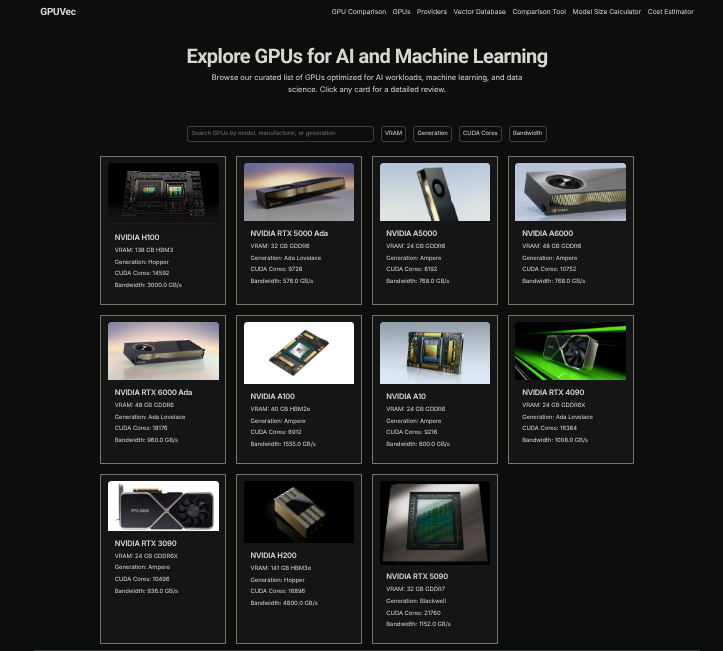 GPUVec
GPU Comparison GPUs Providers Vector Database Comparison Tool Model Size Calculator Cost Estimator
Explore GPUs for AI and Machine Learning
Browse our curated list of GPUs optimized for AI workloads, machine learning, and data
science. Click any card for a detailed review.
Search GPUs by model, manufacturer, or generation
VRAM
Generation
CUDA Cores
Bandwidth
NVIDIA H100
VRAM: 138 GB HBM3
Generation: Hopper
CUDA Cores: 14592
Bandwidth: 3000.0 GB/s
NVIDIA RTX 5000 Ada
VRAM: 32 GB GDDR6
Generation: Ada Lovelace
CUDA Cores: 9728
Bandwidth: 576.0 GB/s
NVIDIA A5000
VRAM: 24 GB GDDR6
Generation: Ampere
CUDA Cores: 8192
Bandwidth: 768.0 GB/s
NVIDIA A6000
VRAM: 48 GB GDDR6
Generation: Ampere
CUDA Cores: 10752
Bandwidth: 768.0 GB/s
NVIDIA RTX 6000 Ada
VRAM: 48 GB GDDR6
Generation: Ada Lovelace
CUDA Cores: 18176
Bandwidth: 960.0 GB/s
NVIDIA A100
VRAM: 40 GB HBM2e
Generation: Ampere
CUDA Cores: 6912
Bandwidth: 1555.0 GB/s
NVIDIA A10
VRAM: 24 GB GDDR6
Generation: Ampere
CUDA Cores: 9216
Bandwidth: 600.0 GB/s
NVIDIA RTX 4090
VRAM: 24 GB GDDR6X
Generation: Ada Lovelace
CUDA Cores: 16384
Bandwidth: 1008.0 GB/s
RTX 3090
NVIDIA RTX 3090
VRAM: 24 GB GDDR6X
Generation: Ampere
CUDA Cores: 10496
Bandwidth: 936.0 GB/s
NVIDIA H200
VRAM: 141 GB HBM3e
Generation: Hopper
CUDA Cores: 16896
Bandwidth: 4800.0 GB/s
NVIDIA RTX 5090
VRAM: 32 GB GDDR7
Generation: Blackwell
CUDA Cores: 21760
Bandwidth: 1152.0 GB/s